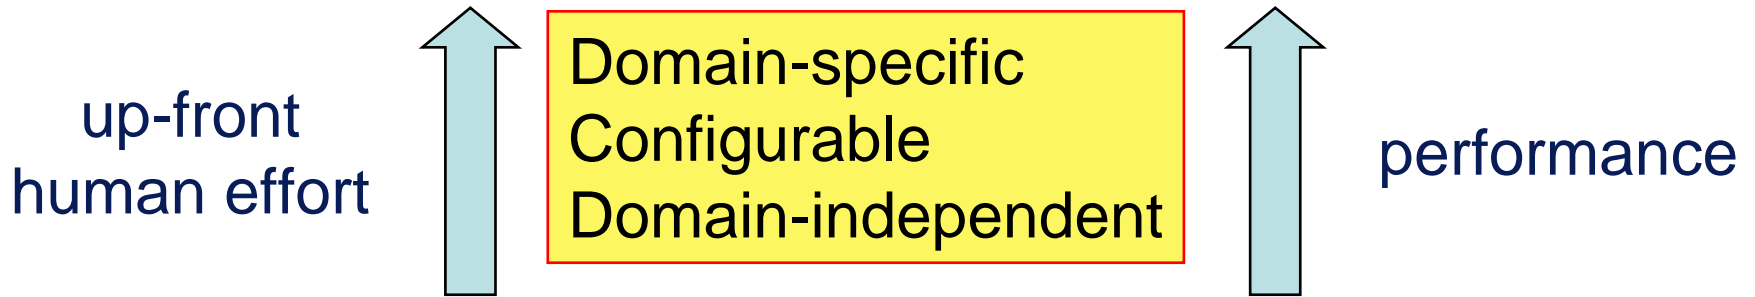 up-front
human effort
Domain-specific
Configurable
Domain-independent
performance